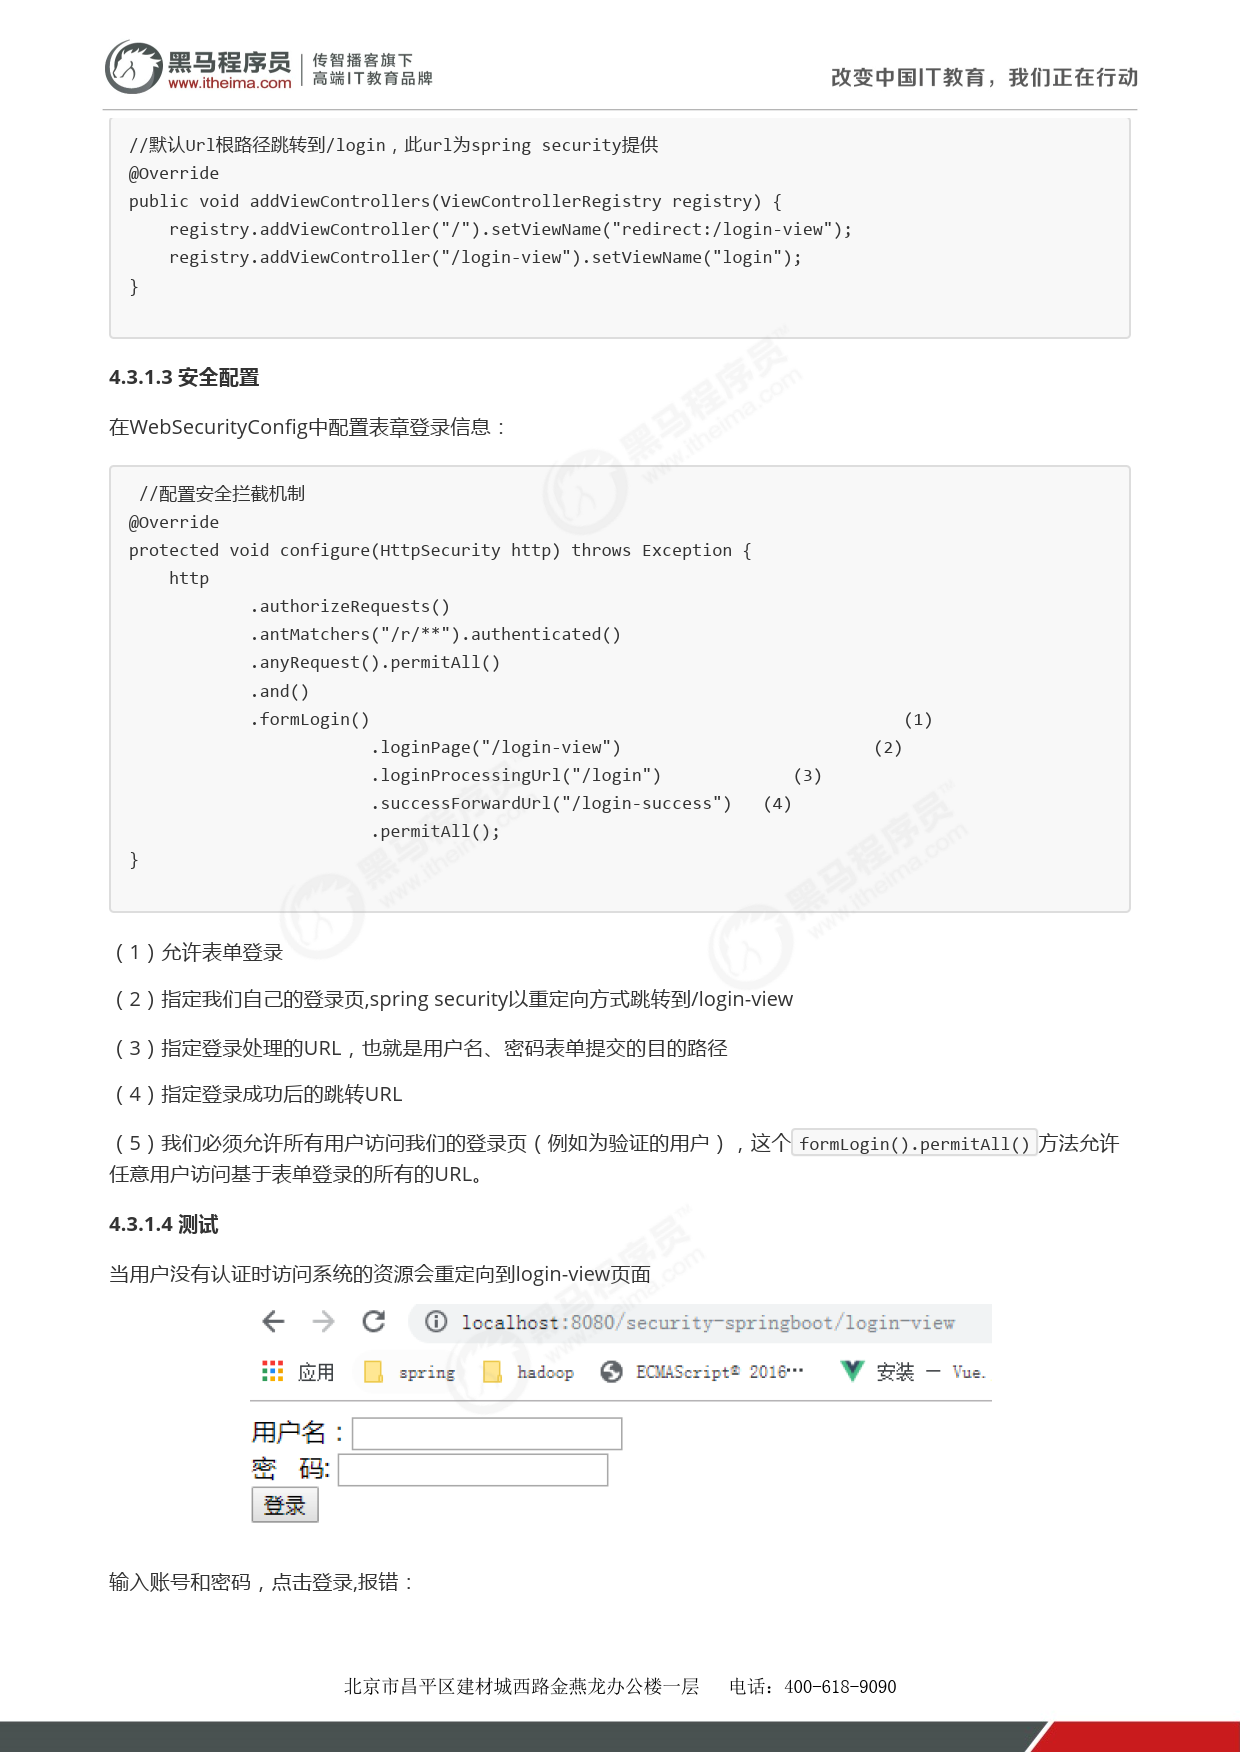 黑马程序员
www.itheima.com
传智播客旗下
高端IT教育品牌
改变中国IT教育，我们正在行动
//默认Url根路径跳转到/login，此url为spring security提供
@Override
public void addViewControllers(ViewControllerRegistry registry) {
    registry.addViewController("/").setViewName("redirect:/login-view");
    registry.addViewController("/login-view").setViewName("login");
}
4.3.1.3 安全配置
在WebSecurityConfig中配置表章登录信息：
//配置安全拦截机制
@Override
protected void configure(HttpSecurity http) throws Exception {
    http
            .authorizeRequests()
            .antMatchers("/r/**").authenticated()
            .anyRequest().permitAll()
            .and()
            .formLogin() (1)
                        .loginPage("/login-view") (2)
                        .loginProcessingUrl("/login") (3)
                        .successForwardUrl("/login-success") (4)
                        .permitAll();
}
（1）允许表单登录
（2）指定我们自己的登录页,spring security以重定向方式跳转到/login-view
（3）指定登录处理的URL，也就是用户名、密码表单提交的目的路径
（4）指定登录成功后的跳转URL
（5）我们必须允许所有用户访问我们的登录页（例如为验证的用户），这个 formLogin().permitAll() 方法允许
任意用户访问基于表单登录的所有的URL。
4.3.1.4 测试
当用户没有认证时访问系统的资源会重定向到login-view页面
localhost:8080/security-springboot/login-view
应用 spring hadoop ECMAScript® 2016… 安装 — Vue.
用户名：
密 码:
登录
输入账号和密码，点击登录,报错：
北京市昌平区建材城西路金燕龙办公楼一层 电话：400-618-9090